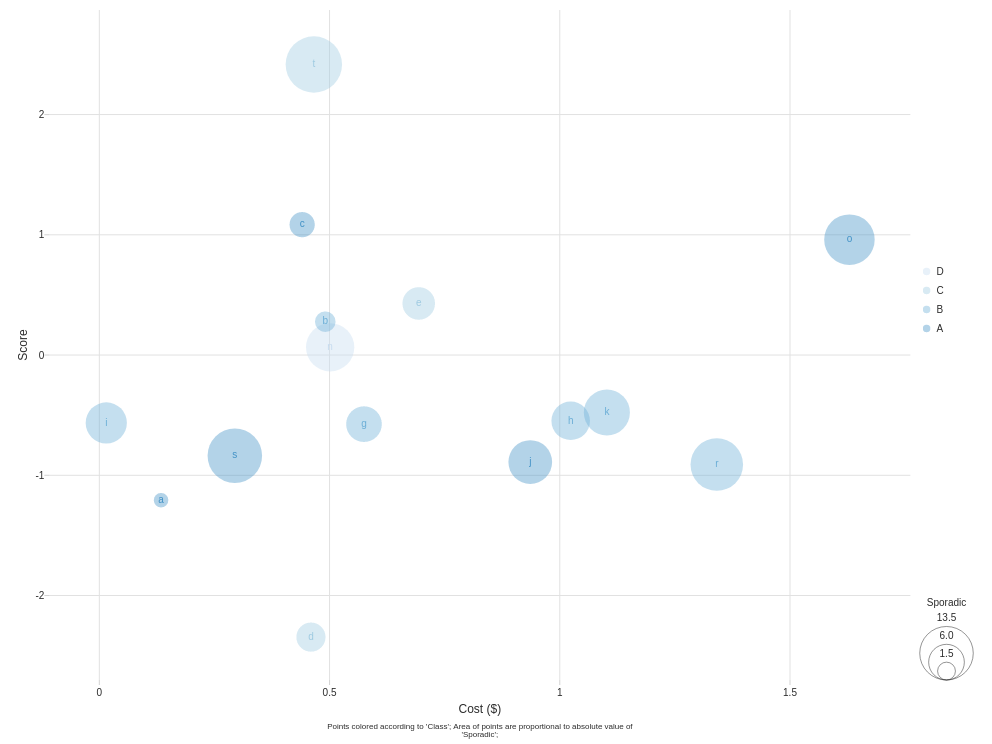 t
2
c
o
1
D
C
e
B
b
A
Score
n
0
k
h
i
g
s
j
r
-1
a
-2
Sporadic
13.5
6.0
1.5
d
0
0.5
1
1.5
Cost ($)
Points colored according to 'Class'; Area of points are proportional to absolute value of
'Sporadic';